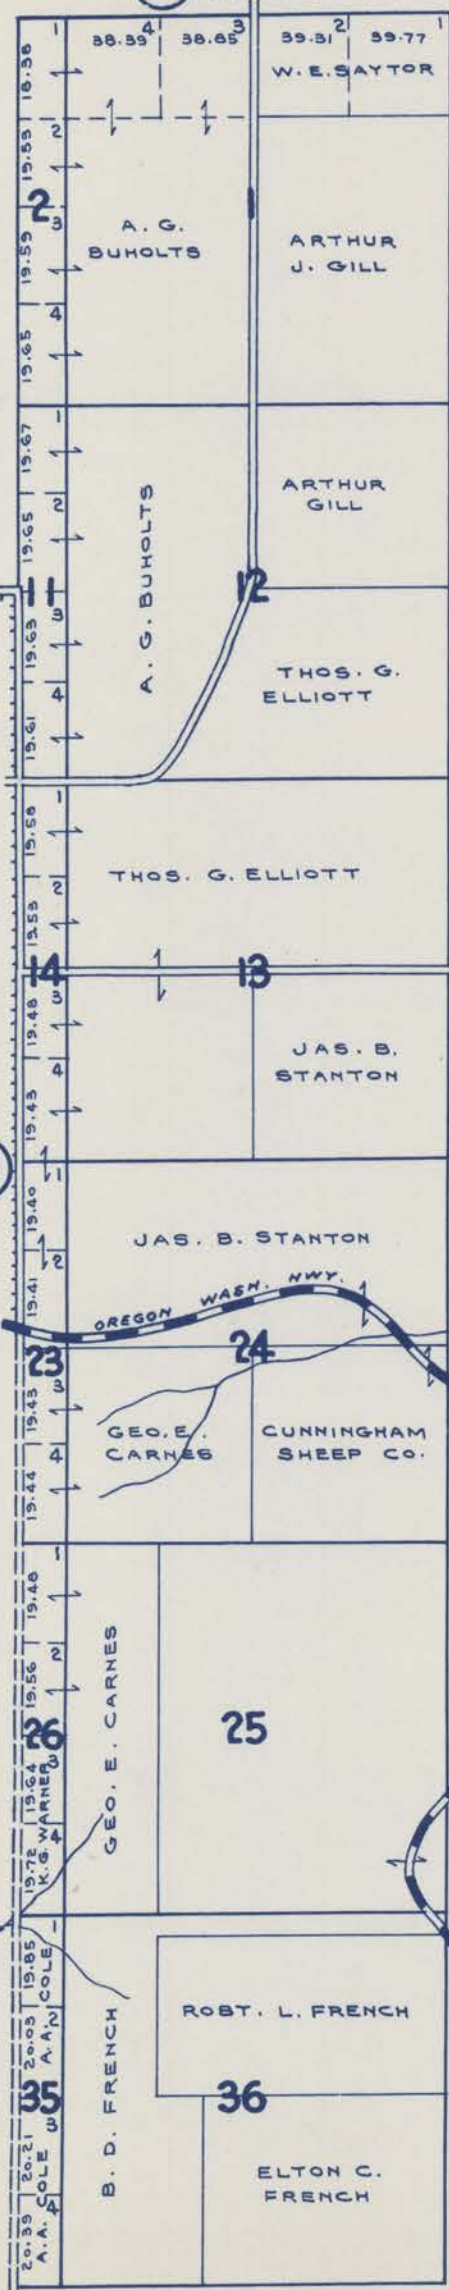 1
38.39
4
38.85
3
39.31
2
39.77
1
W. E. SAYTOR
18.38
19.59
2
2
3
19.59
4
19.65
A. G.
BUHOLTS
ARTHUR
J. GILL
1
19.67
2
19.65
11
3
19.63
4
19.61
A. G. BUHOLTS
ARTHUR
GILL
12
THOS. G.
ELLIOTT
1
19.58
2
19.53
THOS. G. ELLIOTT
14
13
3
19.48
4
19.43
JAS. B.
STANTON
1
19.40
2
19.41
JAS. B. STANTON
OREGON WASH. HWY.
23
24
3
19.43
4
19.44
GEO. E.
CARNES
CUNNINGHAM
SHEEP CO.
1
19.48
2
19.56
26
3
19.64
4
19.72
K.G. WARNER
GEO. E. CARNES
25
1
19.85
2
20.03
A. A. COLE
35
3
20.21
4
20.39
A. A. COLE
B. D. FRENCH
ROBT. L. FRENCH
36
ELTON C.
FRENCH